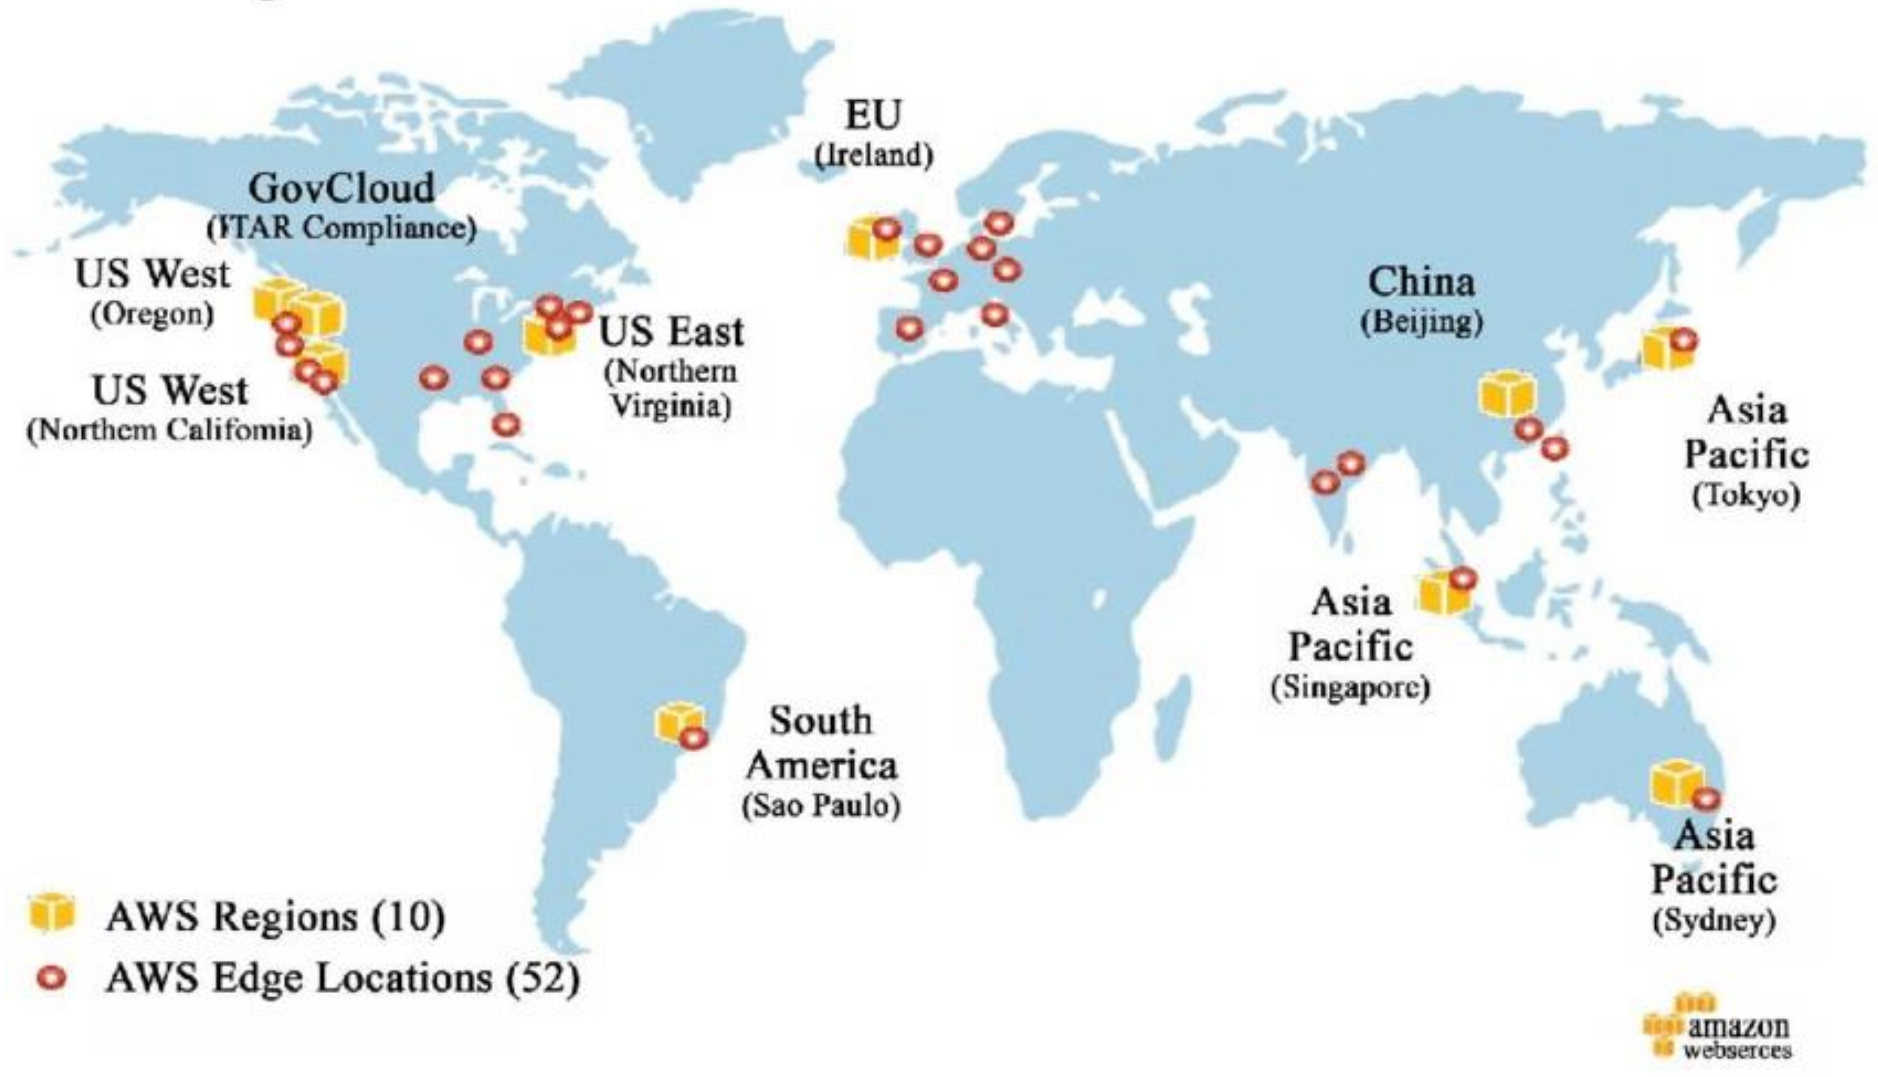 EU
(Ireland)
GovCloud
(ITAR Compliance)
US West
(Oregon)
US West
(Northem Califomia)
US East
(Northern
Virginia)
China
(Beijing)
Asia
Pacific
(Tokyo)
Asia
Pacific
(Singapore)
South
America
(Sao Paulo)
Asia
Pacific
(Sydney)
AWS Regions (10)
AWS Edge Locations (52)
amazon
webserces